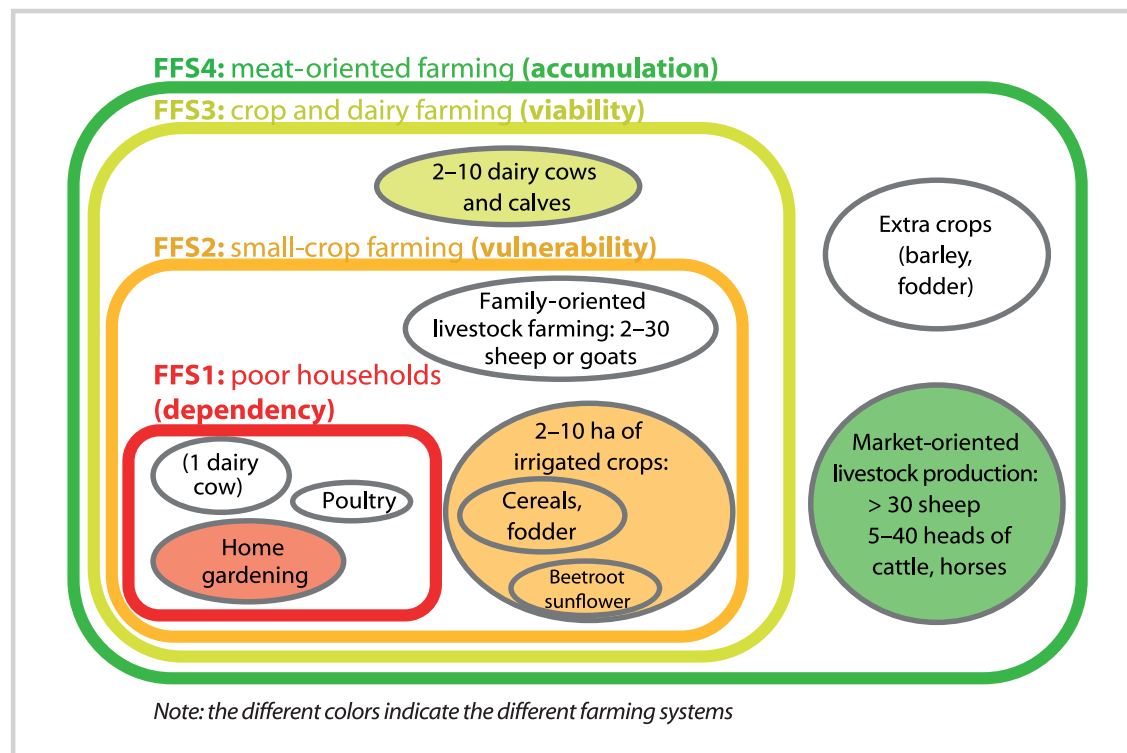 FFS4: meat-oriented farming (accumulation)
FFS3: crop and dairy farming (viability)
2–10 dairy cows
and calves
Extra crops
(barley,
fodder)
FFS2: small-crop farming (vulnerability)
Family-oriented
livestock farming: 2–30
sheep or goats
FFS1: poor households
(dependency)
(1 dairy
cow)
Poultry
Home
gardening
2–10 ha of
irrigated crops:
Cereals,
fodder
Beetroot
sunflower
Market-oriented
livestock production:
> 30 sheep
5–40 heads of
cattle, horses
Note: the different colors indicate the different farming systems